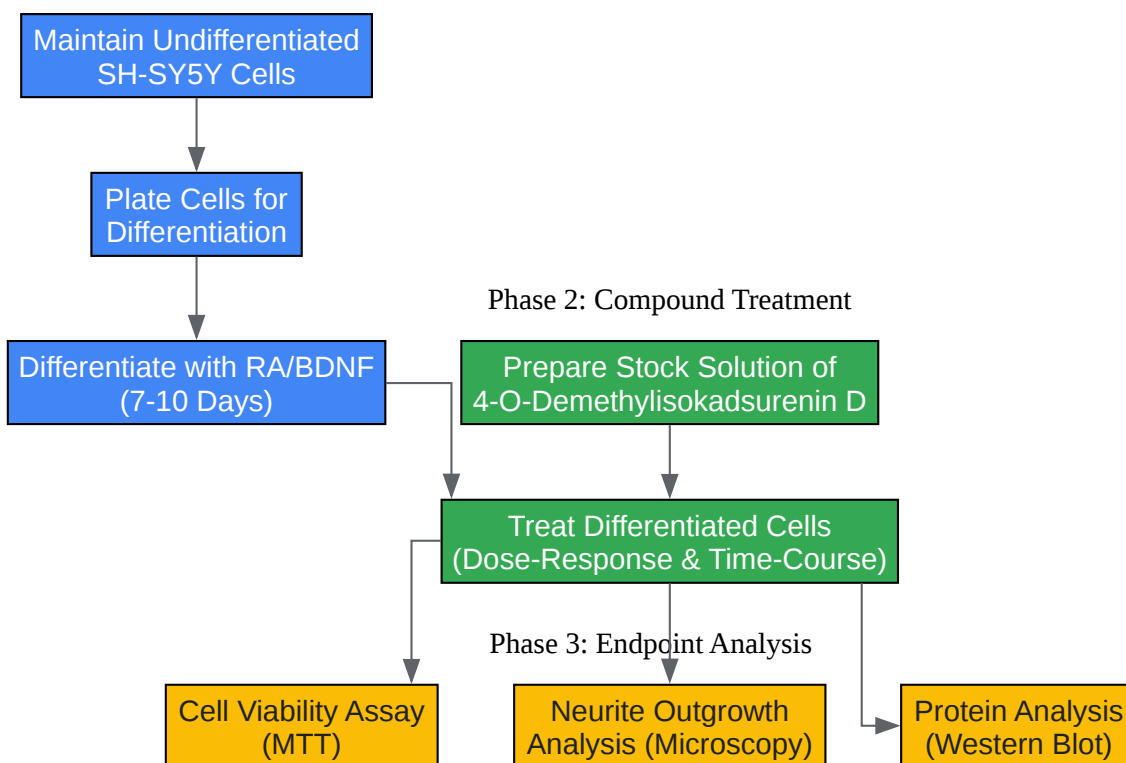 Maintain Undifferentiated
SH-SY5Y Cells
Plate Cells for
Differentiation
Phase 2: Compound Treatment
Differentiate with RA/BDNF
(7-10 Days)
Prepare Stock Solution of
4-O-Demethylisokadsurenin D
Treat Differentiated Cells
(Dose-Response & Time-Course)
Phase 3: Endpoint Analysis
Cell Viability Assay
(MTT)
Neurite Outgrowth
Analysis (Microscopy)
Protein Analysis
(Western Blot)